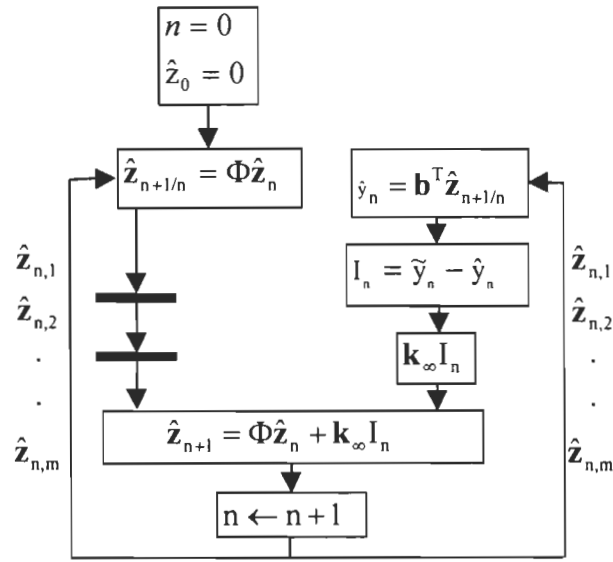 n = 0
ẑ₀ = 0
ẑₙ₊₁/ₙ = Φẑₙ
ŷₙ = bᵀẑₙ₊₁/ₙ
Iₙ = ỹₙ − ŷₙ
k∞Iₙ
ẑₙ,₁
ẑₙ,₂
.
.
ẑₙ,ₘ
ẑₙ,₁
ẑₙ,₂
.
.
ẑₙ,ₘ
ẑₙ₊₁ = Φẑₙ + k∞Iₙ
n ← n + 1